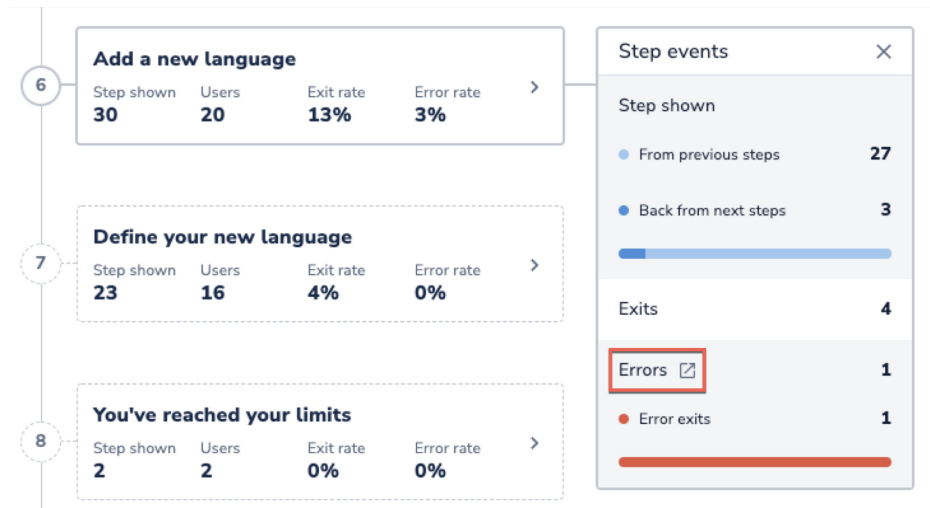 6
Add a new language
Step shown Users Exit rate Error rate
30 20 13% 3%
7
Define your new language
Step shown Users Exit rate Error rate
23 16 4% 0%
8
You've reached your limits
Step shown Users Exit rate Error rate
2 2 0% 0%
Step events
Step shown
From previous steps 27
Back from next steps 3
Exits 4
Errors 1
Error exits 1